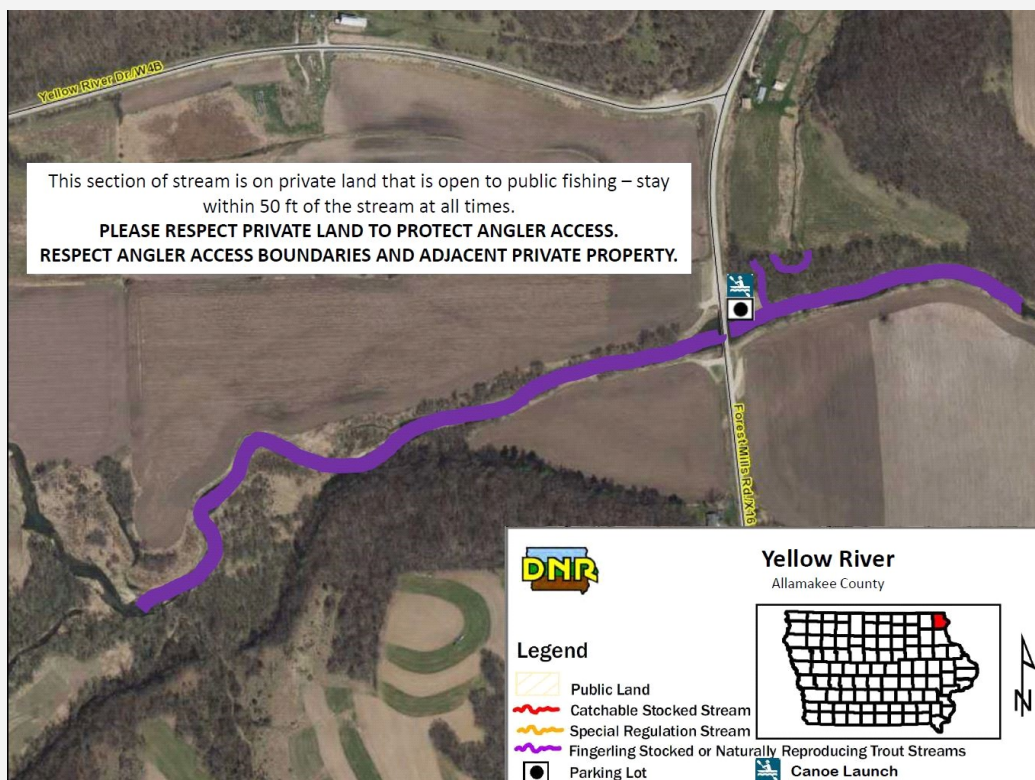 Yellow River Dr/W4B
This section of stream is on private land that is open to public fishing – stay
within 50 ft of the stream at all times.
PLEASE RESPECT PRIVATE LAND TO PROTECT ANGLER ACCESS.
RESPECT ANGLER ACCESS BOUNDARIES AND ADJACENT PRIVATE PROPERTY.
Forest Mills Rd/X16
DNR
Yellow River
Allamakee County
Legend
Public Land
Catchable Stocked Stream
Special Regulation Stream
Fingerling Stocked or Naturally Reproducing Trout Streams
Parking Lot
Canoe Launch
N